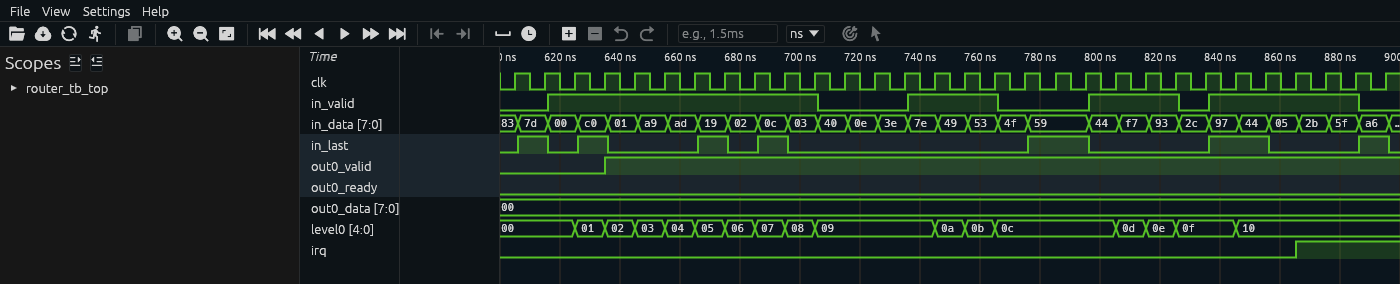 File View Settings Help
e.g., 1.5ms ns
Scopes
router_tb_top
Time 0 ns 620 ns 640 ns 660 ns 680 ns 700 ns 720 ns 740 ns 760 ns 780 ns 800 ns 820 ns 840 ns 860 ns 880 ns 900
clk
in_valid
in_data [7:0] 83 7d 00 c0 01 a9 ad 19 02 0c 03 40 0e 3e 7e 49 53 4f 59 44 f7 93 2c 97 44 05 2b 5f a6 ...
in_last
out0_valid
out0_ready
out0_data [7:0] 00
level0 [4:0] 00 01 02 03 04 05 06 07 08 09 0a 0b 0c 0d 0e 0f 10
irq